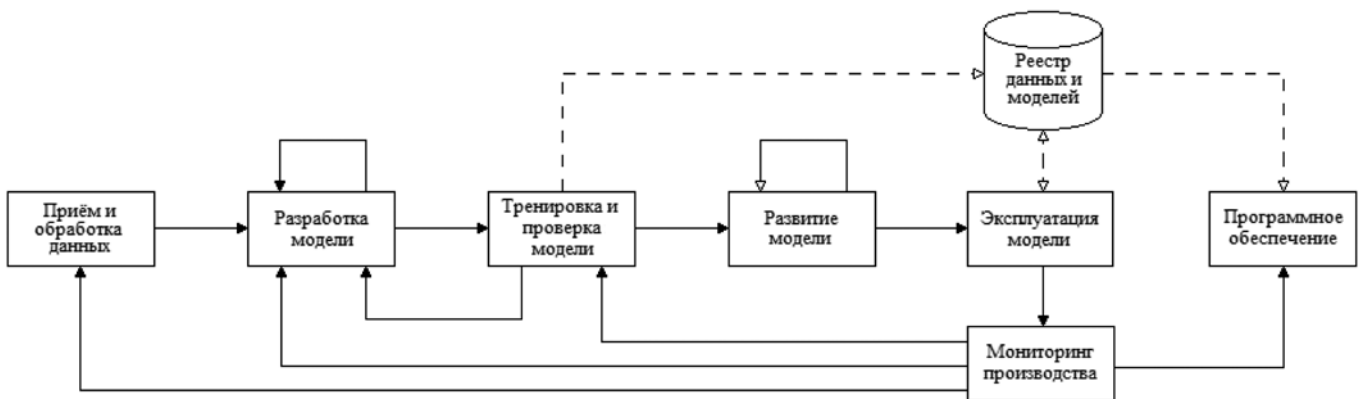 Реестр
данных и
моделей
Приём и
обработка
данных
Разработка
модели
Тренировка и
проверка
модели
Развитие
модели
Эксплуатация
модели
Программное
обеспечение
Мониторинг
производства